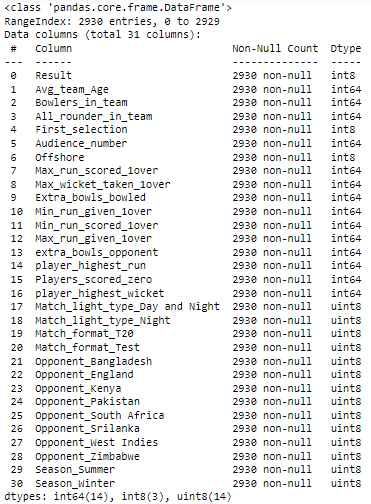 <class 'pandas.core.frame.DataFrame'>
RangeIndex: 2930 entries, 0 to 2929
Data columns (total 31 columns):
 #   Column                         Non-Null Count  Dtype
---  ------                         --------------  -----
 0   Result                         2930 non-null   int8
 1   Avg_team_Age                   2930 non-null   int64
 2   Bowlers_in_team                2930 non-null   int64
 3   All_rounder_in_team            2930 non-null   int64
 4   First_selection                2930 non-null   int8
 5   Audience_number                2930 non-null   int64
 6   Offshore                       2930 non-null   int8
 7   Max_run_scored_1over           2930 non-null   int64
 8   Max_wicket_taken_1over         2930 non-null   int64
 9   Extra_bowls_bowled             2930 non-null   int64
 10  Min_run_given_1over            2930 non-null   int64
 11  Min_run_scored_1over           2930 non-null   int64
 12  Max_run_given_1over            2930 non-null   int64
 13  extra_bowls_opponent           2930 non-null   int64
 14  player_highest_run             2930 non-null   int64
 15  Players_scored_zero            2930 non-null   int64
 16  player_highest_wicket          2930 non-null   int64
 17  Match_light_type_Day and Night 2930 non-null   uint8
 18  Match_light_type_Night         2930 non-null   uint8
 19  Match_format_T20               2930 non-null   uint8
 20  Match_format_Test              2930 non-null   uint8
 21  Opponent_Bangladesh            2930 non-null   uint8
 22  Opponent_England               2930 non-null   uint8
 23  Opponent_Kenya                 2930 non-null   uint8
 24  Opponent_Pakistan              2930 non-null   uint8
 25  Opponent_South Africa          2930 non-null   uint8
 26  Opponent_Srilanka              2930 non-null   uint8
 27  Opponent_West Indies           2930 non-null   uint8
 28  Opponent_Zimbabwe              2930 non-null   uint8
 29  Season_Summer                  2930 non-null   uint8
 30  Season_Winter                  2930 non-null   uint8
dtypes: int64(14), int8(3), uint8(14)